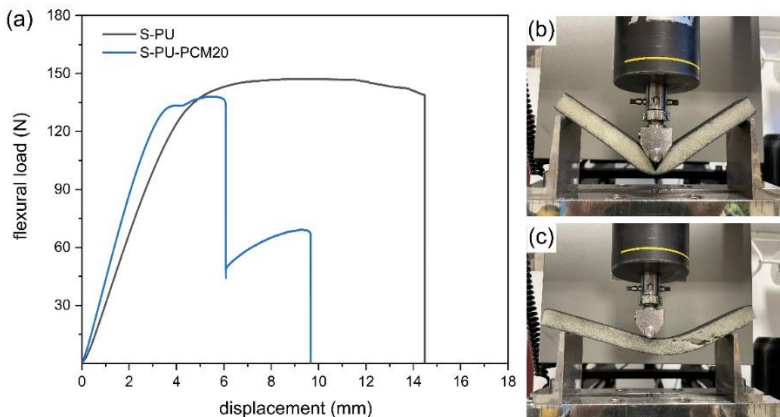 (a)
180
150
120
90
60
30
flexural load (N)
S-PU
S-PU-PCM20
0 2 4 6 8 10 12 14 16 18
displacement (mm)
(b)
(c)